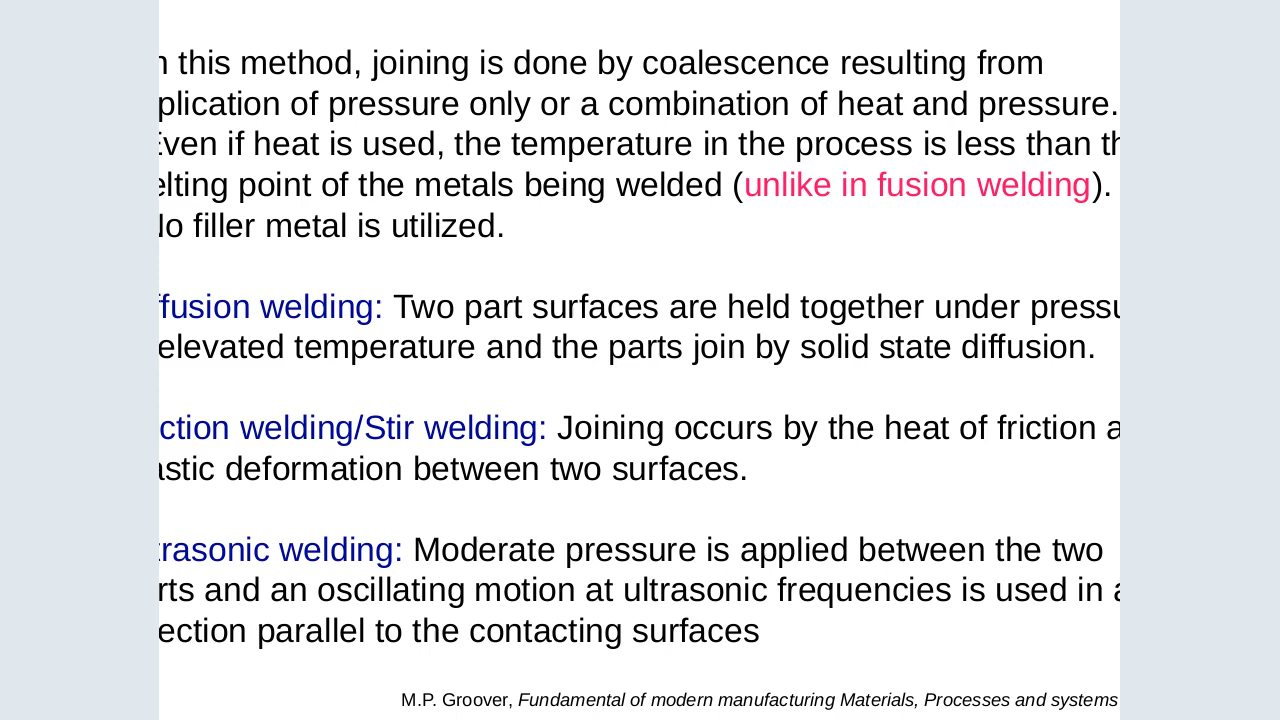 this method, joining is done by coalescence resulting from
plication of pressure only or a combination of heat and pressure.
Even if heat is used, the temperature in the process is less than
elting point of the metals being welded (unlike in fusion welding).
No filler metal is utilized.
ffusion welding: Two part surfaces are held together under
elevated temperature and the parts join by solid state diffusion.
ction welding/Stir welding: Joining occurs by the heat of friction
astic deformation between two surfaces.
trasonic welding: Moderate pressure is applied between the two
rts and an oscillating motion at ultrasonic frequencies is used in
ection parallel to the contacting surfaces
M.P. Groover, Fundamental of modern manufacturing Materials, Processes and systems